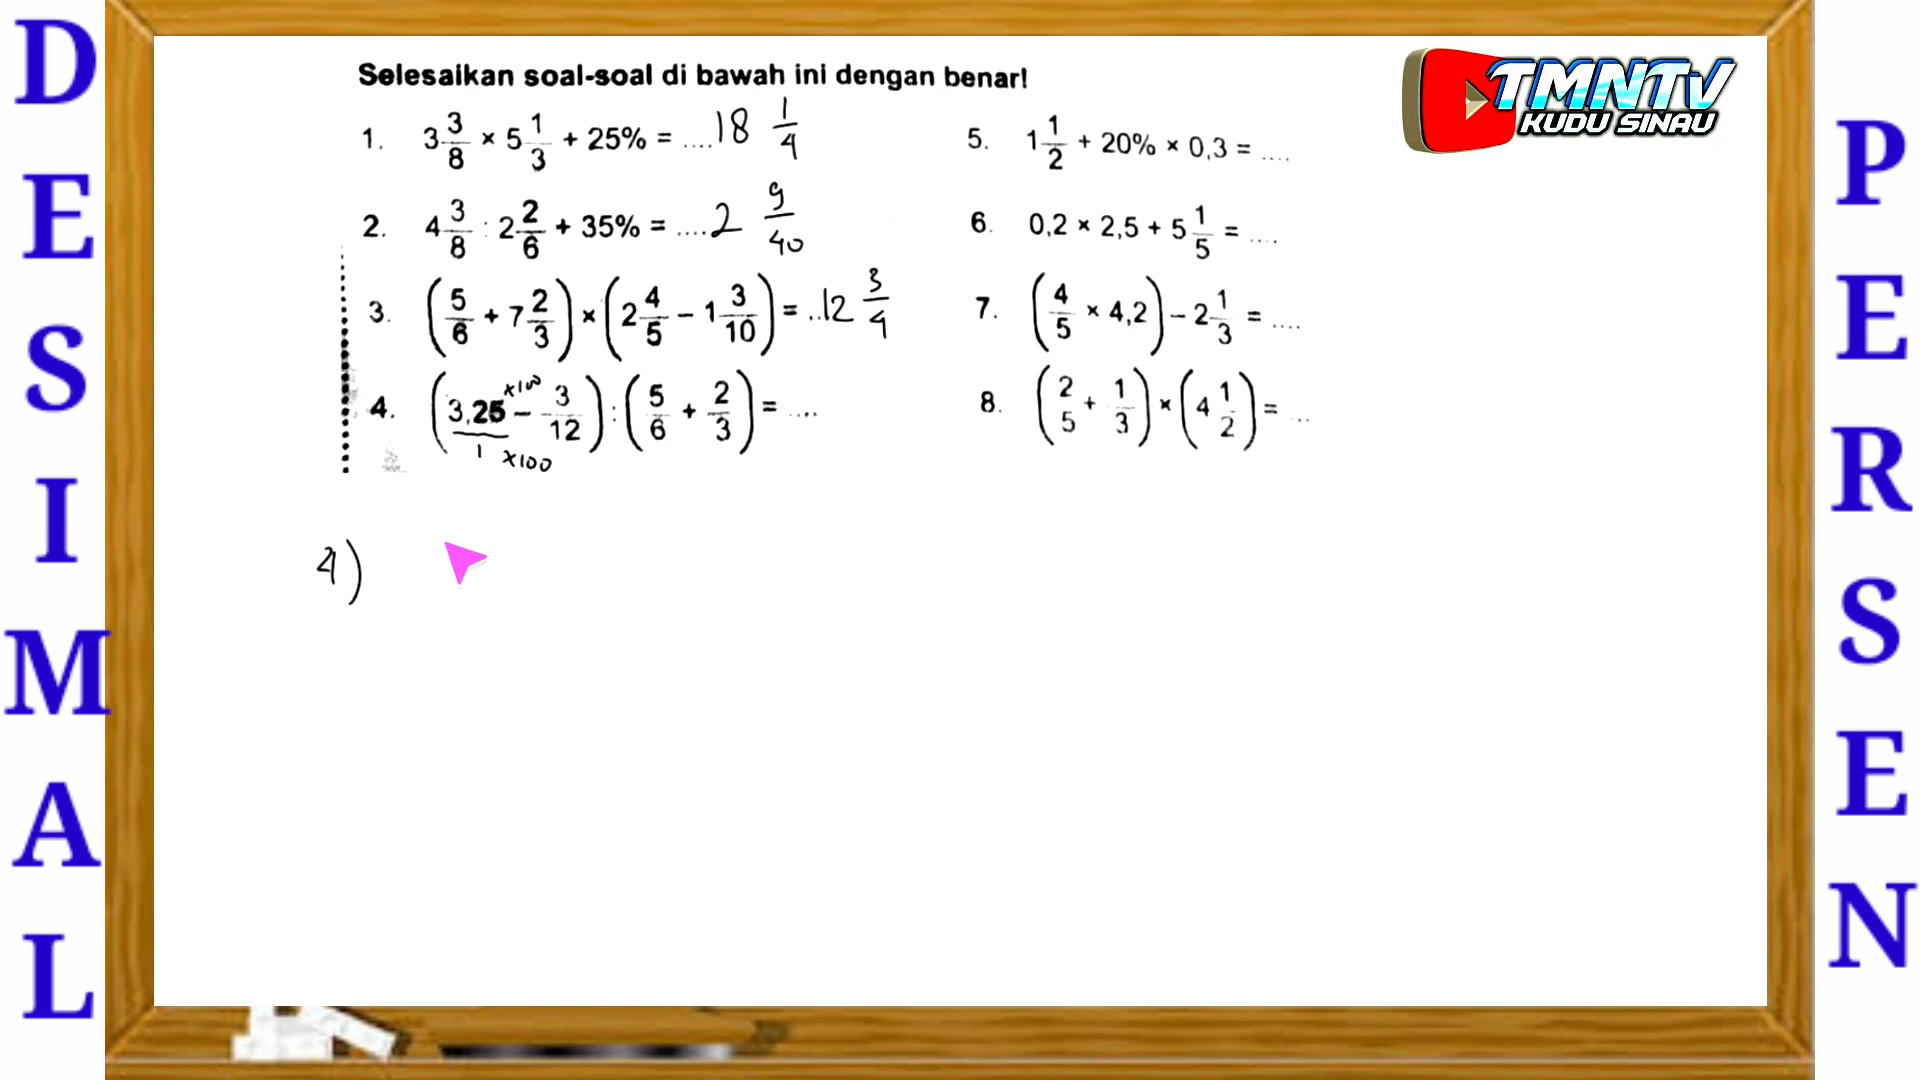 DESIMAL
Selesaikan soal-soal di bawah ini dengan benar!
1. 3 3/8 × 5 1/3 + 25% = ....18 1/4
2. 4 3/8 : 2 2/6 + 35% = ....2 9/40
3. (5/6 + 7 2/3) × (2 4/5 − 1 3/10) = ..12 3/4
4. (3,25/1 ×100 ×100 − 3/12) : (5/6 + 2/3) = ....
5. 1 1/2 + 20% × 0,3 = ....
6. 0,2 × 2,5 + 5 1/5 = ....
7. (4/5 × 4,2) − 2 1/3 = ....
8. (2/5 + 1/3) × (4 1/2) = ...
4)
TMNTV
KUDU SINAU
PERSEN